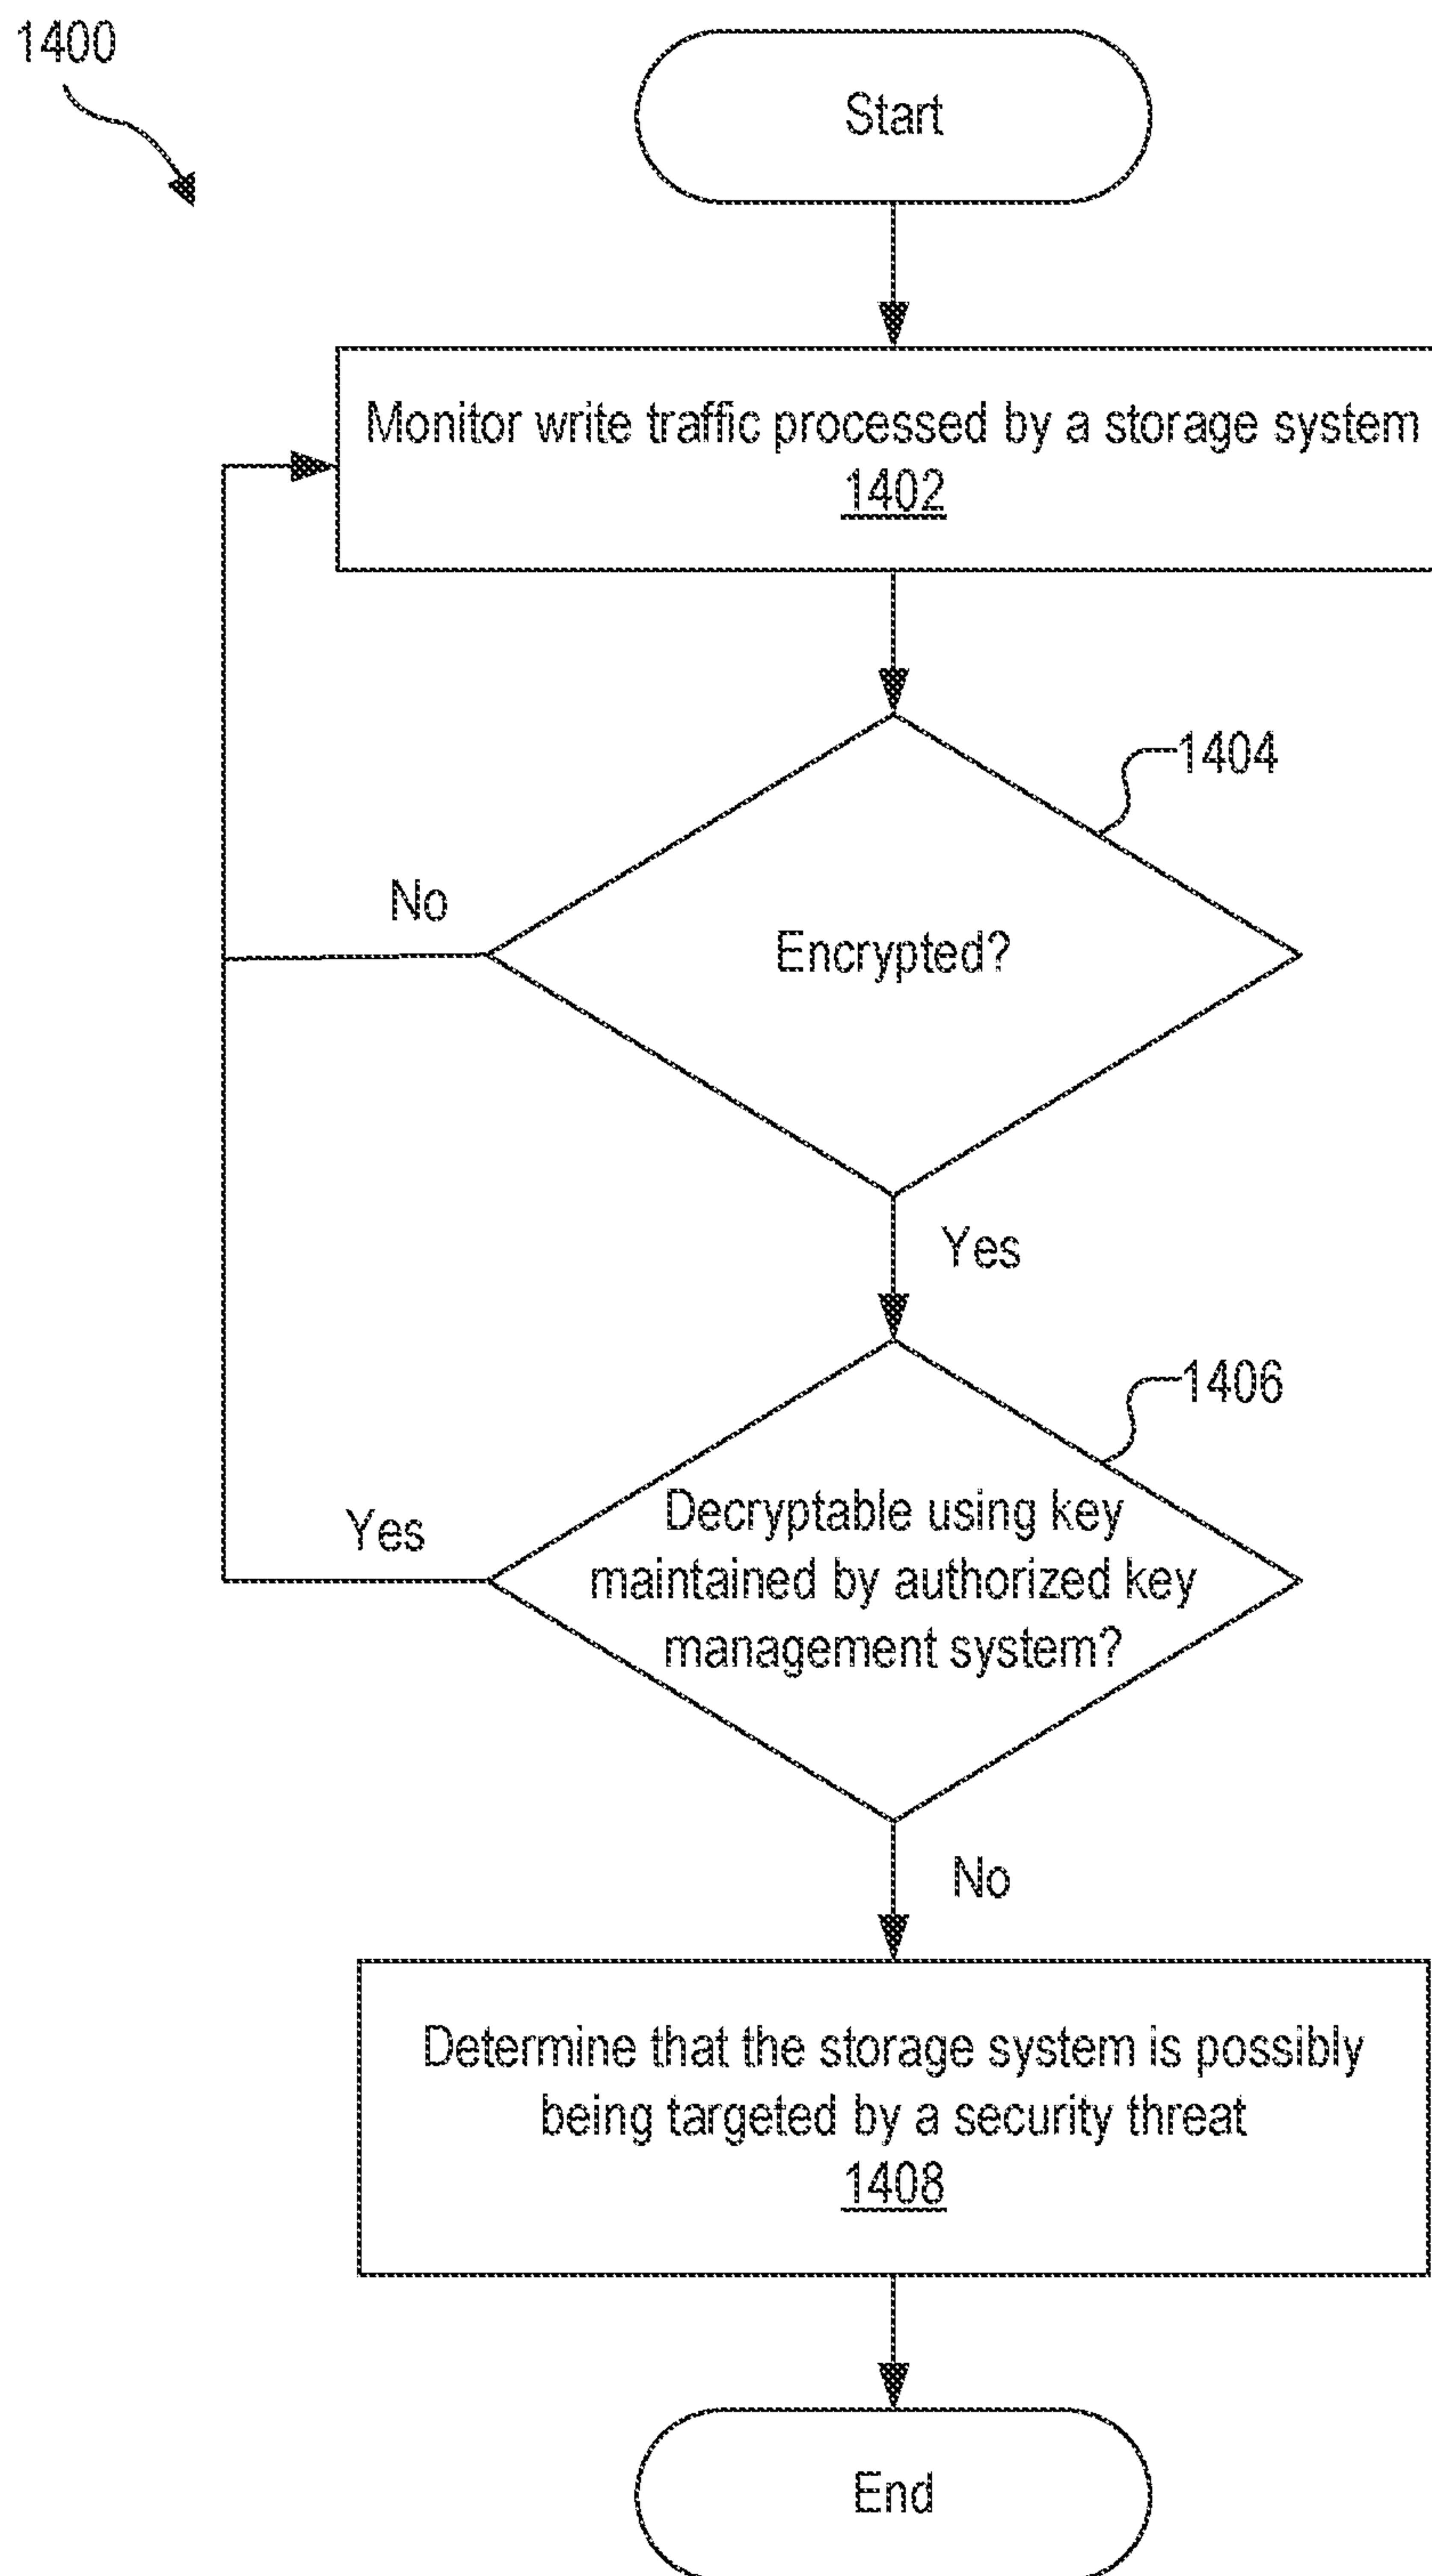 1400
Start
Monitor write traffic processed by a storage system
1402
1404
No
Encrypted?
Yes
1406
Yes
Decryptable using key
maintained by authorized key
management system?
No
Determine that the storage system is possibly
being targeted by a security threat
1408
End